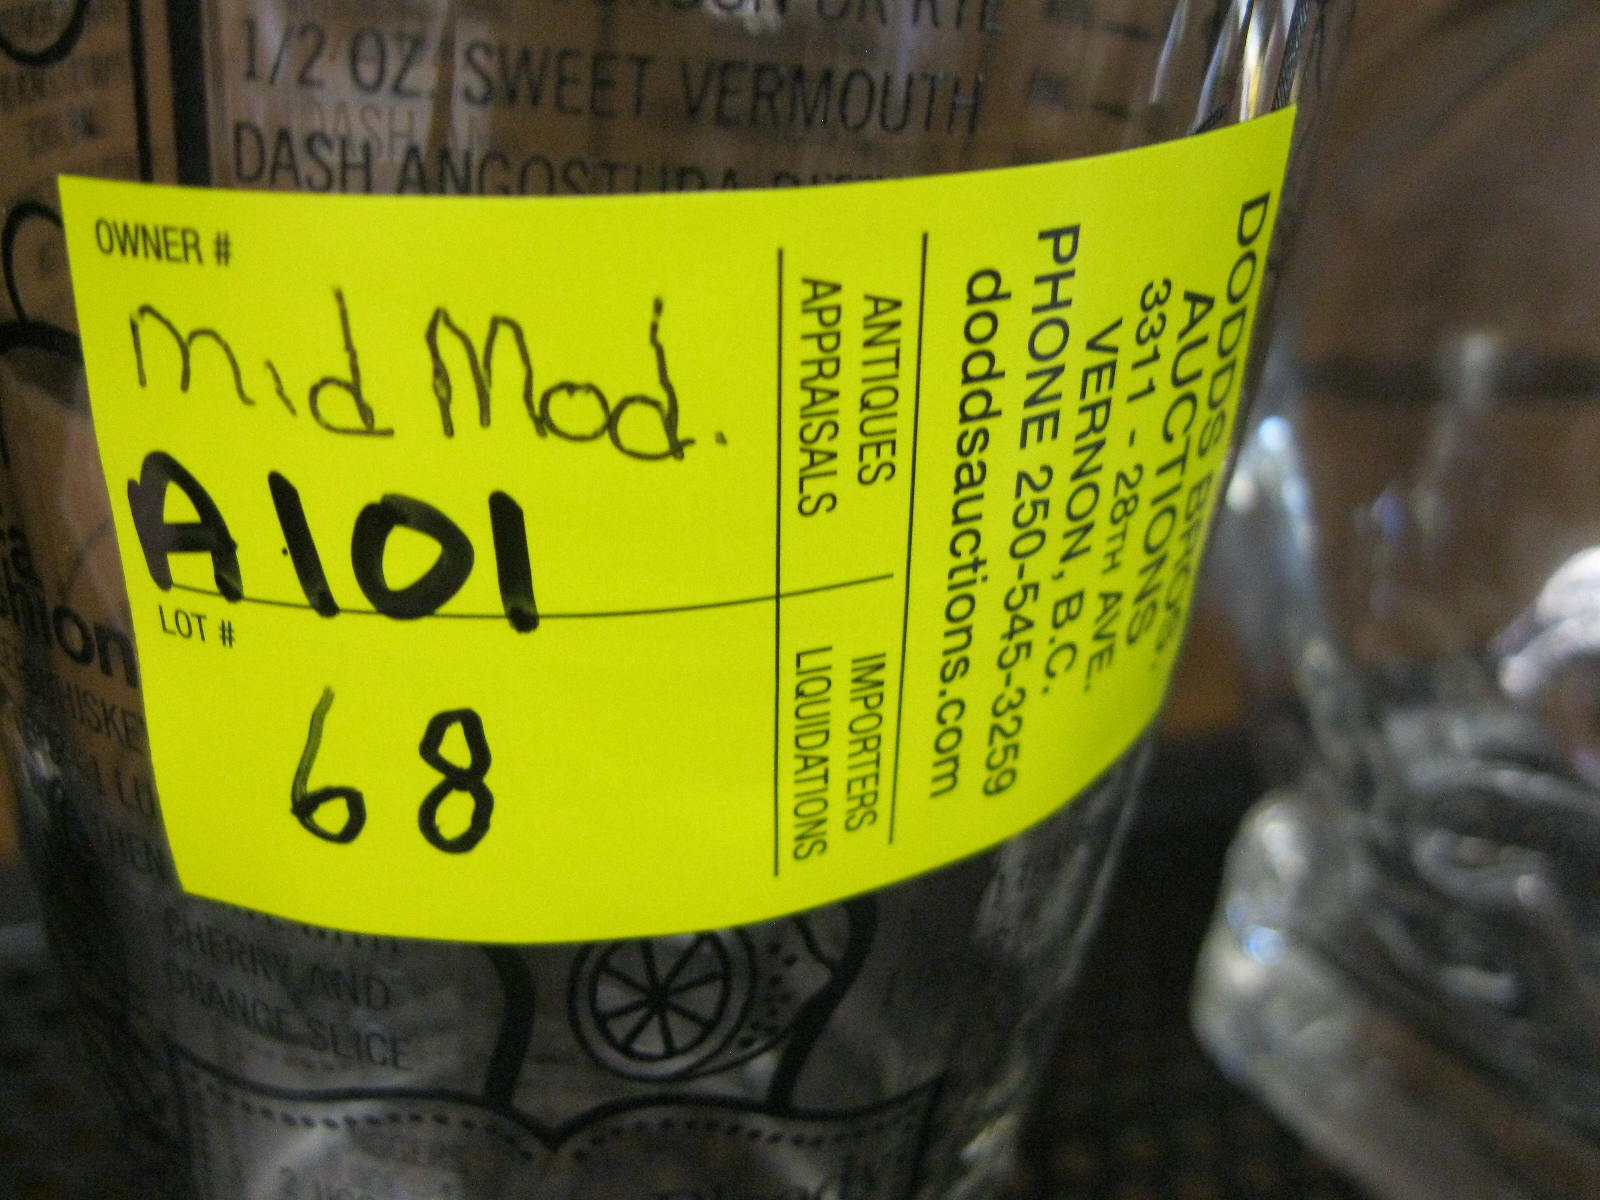 1/2 OZ. SWEET VERMOUTH
DASH ANGOSTURA
OWNER #
mid Mod.
A101
LOT #
68
ANTIQUES
APPRAISALS
IMPORTERS
LIQUIDATIONS
DODDS BROS.
AUCTIONS
3311 - 28TH AVE.
VERNON, B.C.
PHONE 250-545-3259
doddsauctions.com
WITH
CHERRY AND
ORANGE SLICE